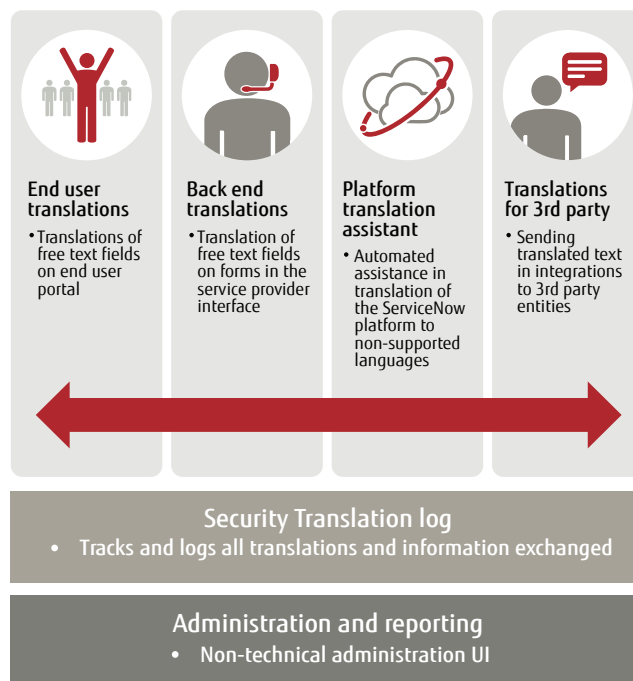 End user
translations
• Translations of
free text fields
on end user
portal
Back end
translations
• Translation of
free text fields
on forms in the
service provider
interface
Platform
translation
assistant
• Automated
assistance in
translation of
the ServiceNow
platform to
non-supported
languages
Translations
for 3rd party
• Sending
translated text
in integrations
to 3rd party
entities
Security Translation log
• Tracks and logs all translations and information exchanged
Administration and reporting
• Non-technical administration UI